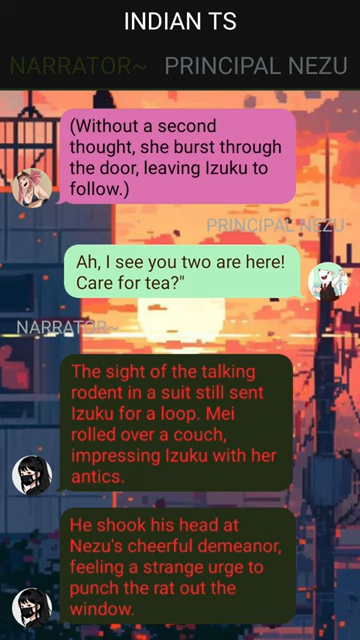 INDIAN TS
NARRATOR~ PRINCIPAL NEZU
(Without a second
thought, she burst through
the door, leaving Izuku to
follow.)
PRINCIPAL NEZU~
Ah, I see you two are here!
Care for tea?"
NARRATOR~
The sight of the talking
rodent in a suit still sent
Izuku for a loop. Mei
rolled over a couch,
impressing Izuku with her
antics.
He shook his head at
Nezu's cheerful demeanor,
feeling a strange urge to
punch the rat out the
window.